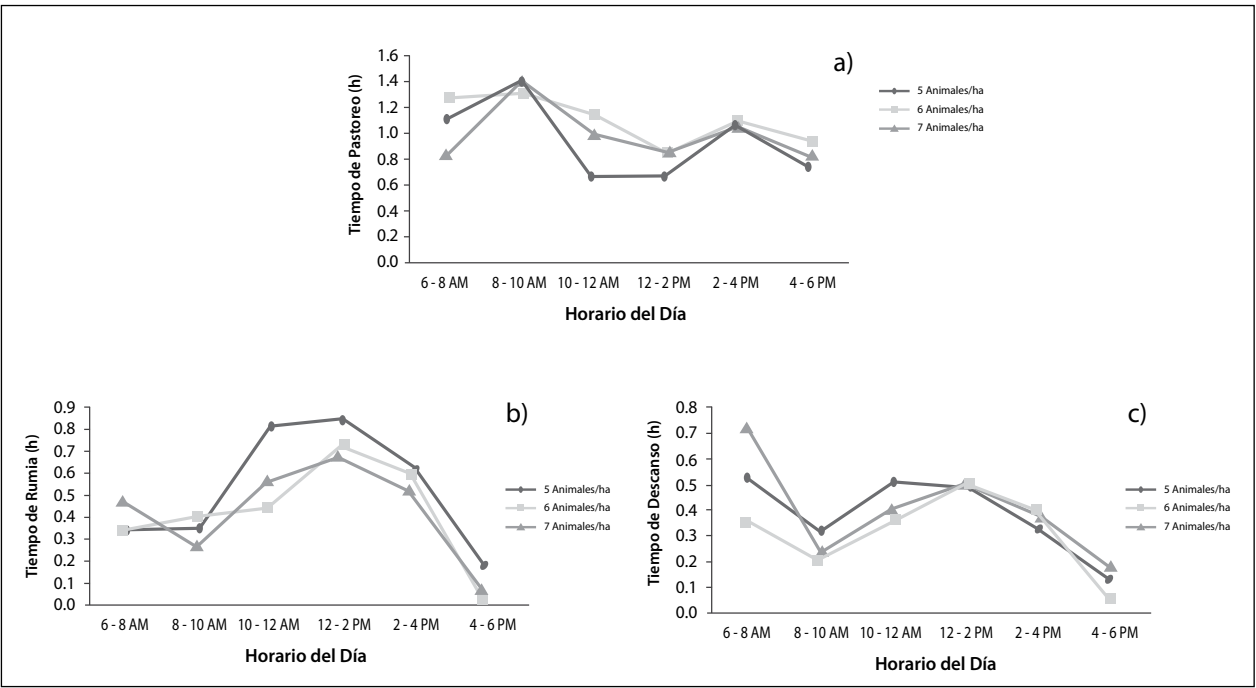 a)
Tiempo de Pastoreo (h)
1.6
1.4
1.2
1.0
0.8
0.6
0.4
0.2
0.0
6 - 8 AM 8 - 10 AM 10 - 12 AM 12 - 2 PM 2 - 4 PM 4 - 6 PM
Horario del Día
5 Animales/ha
6 Animales/ha
7 Animales/ha
b)
Tiempo de Rumia (h)
0.9
0.8
0.7
0.6
0.5
0.4
0.3
0.2
0.1
0.0
6 - 8 AM 8 - 10 AM 10 - 12 AM 12 - 2 PM 2 - 4 PM 4 - 6 PM
Horario del Día
5 Animales/ha
6 Animales/ha
7 Animales/ha
c)
Tiempo de Descanso (h)
0.8
0.7
0.6
0.5
0.4
0.3
0.2
0.1
0.0
6 - 8 AM 8 - 10 AM 10 - 12 AM 12 - 2 PM 2 - 4 PM 4 - 6 PM
Horario del Día
5 Animales/ha
6 Animales/ha
7 Animales/ha